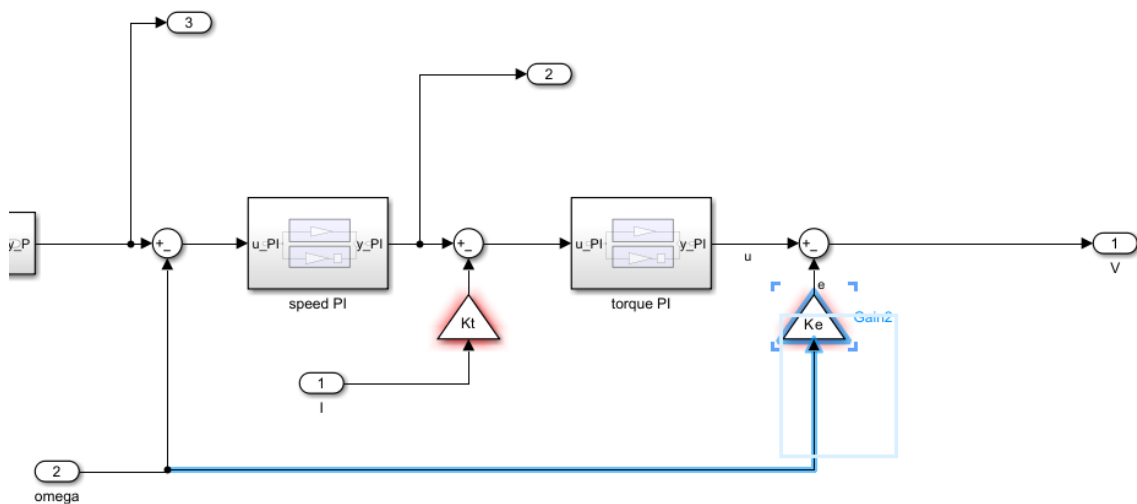 3
2
y_P
+_
u_PI
y_PI
speed PI
+_
u_PI
y_PI
torque PI
u
+_
1
V
e
Kt
Ke
Gain2
1
I
2
omega